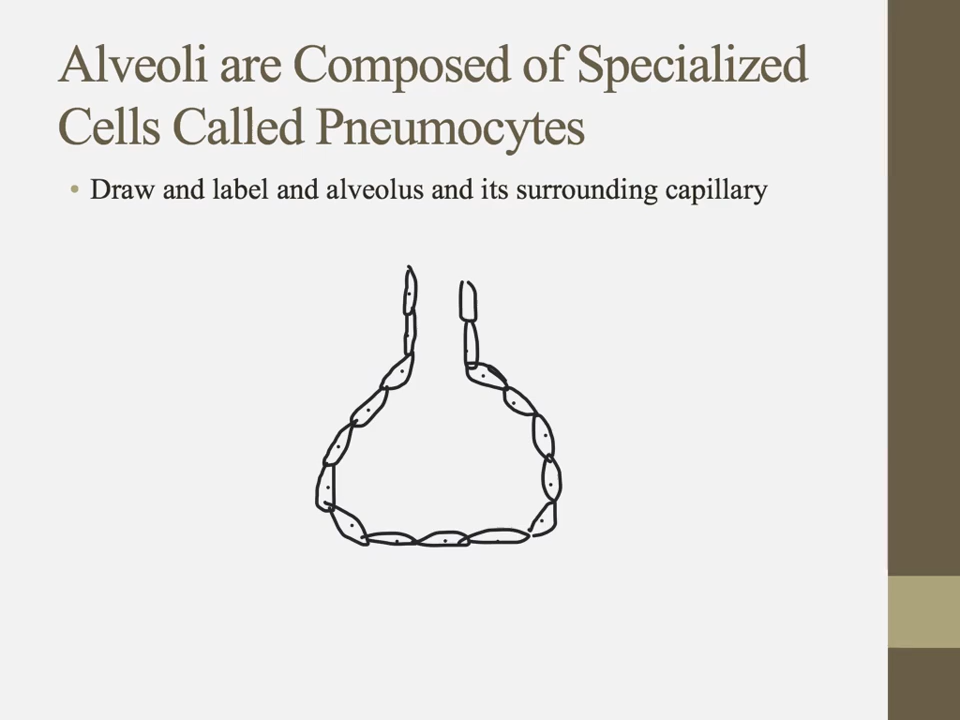 Alveoli are Composed of Specialized
Cells Called Pneumocytes
• Draw and label and alveolus and its surrounding capillary